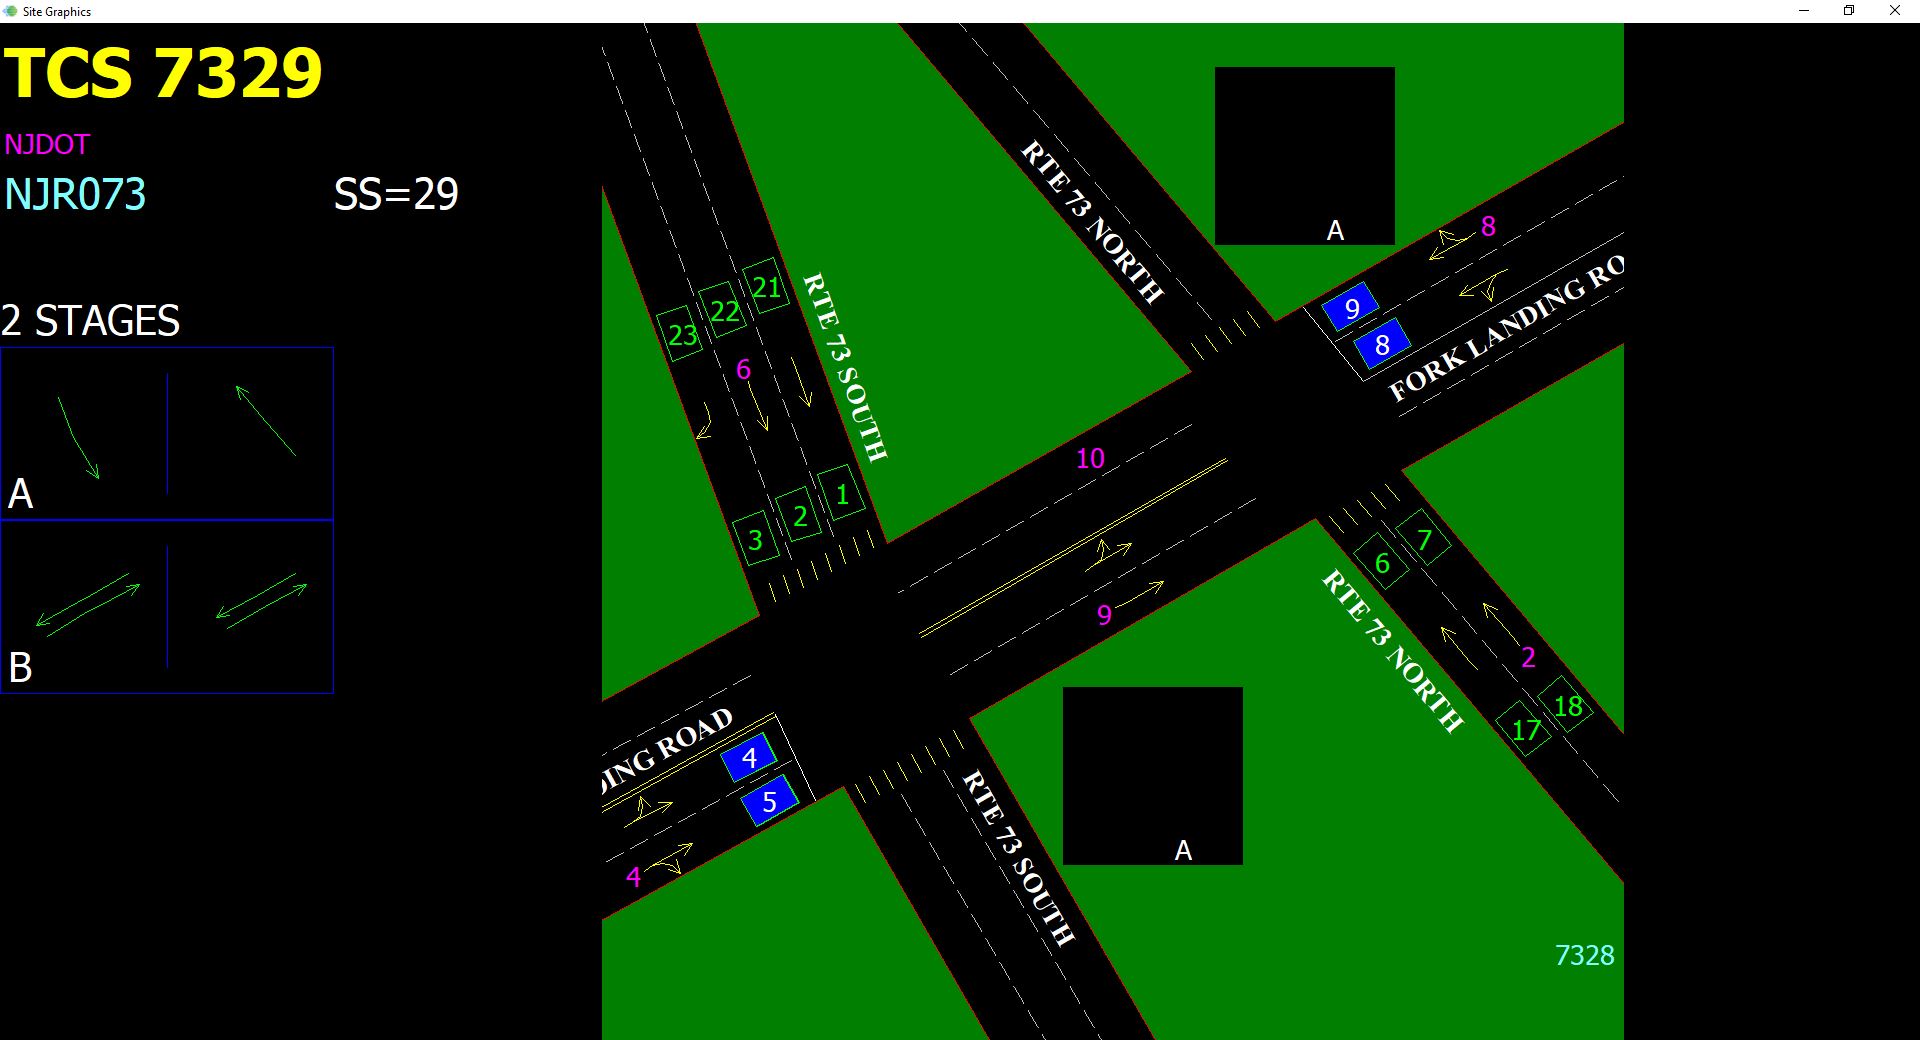 Site Graphics
TCS 7329
NJDOT
NJR073
SS=29
2 STAGES
A
B
A
RTE 73 NORTH
8
9
8
FORK LANDING RO
21
22
23
6
RTE 73 SOUTH
10
1
2
3
7
6
9
RTE 73 NORTH
2
18
17
DING ROAD
4
5
4
RTE 73 SOUTH
A
7328